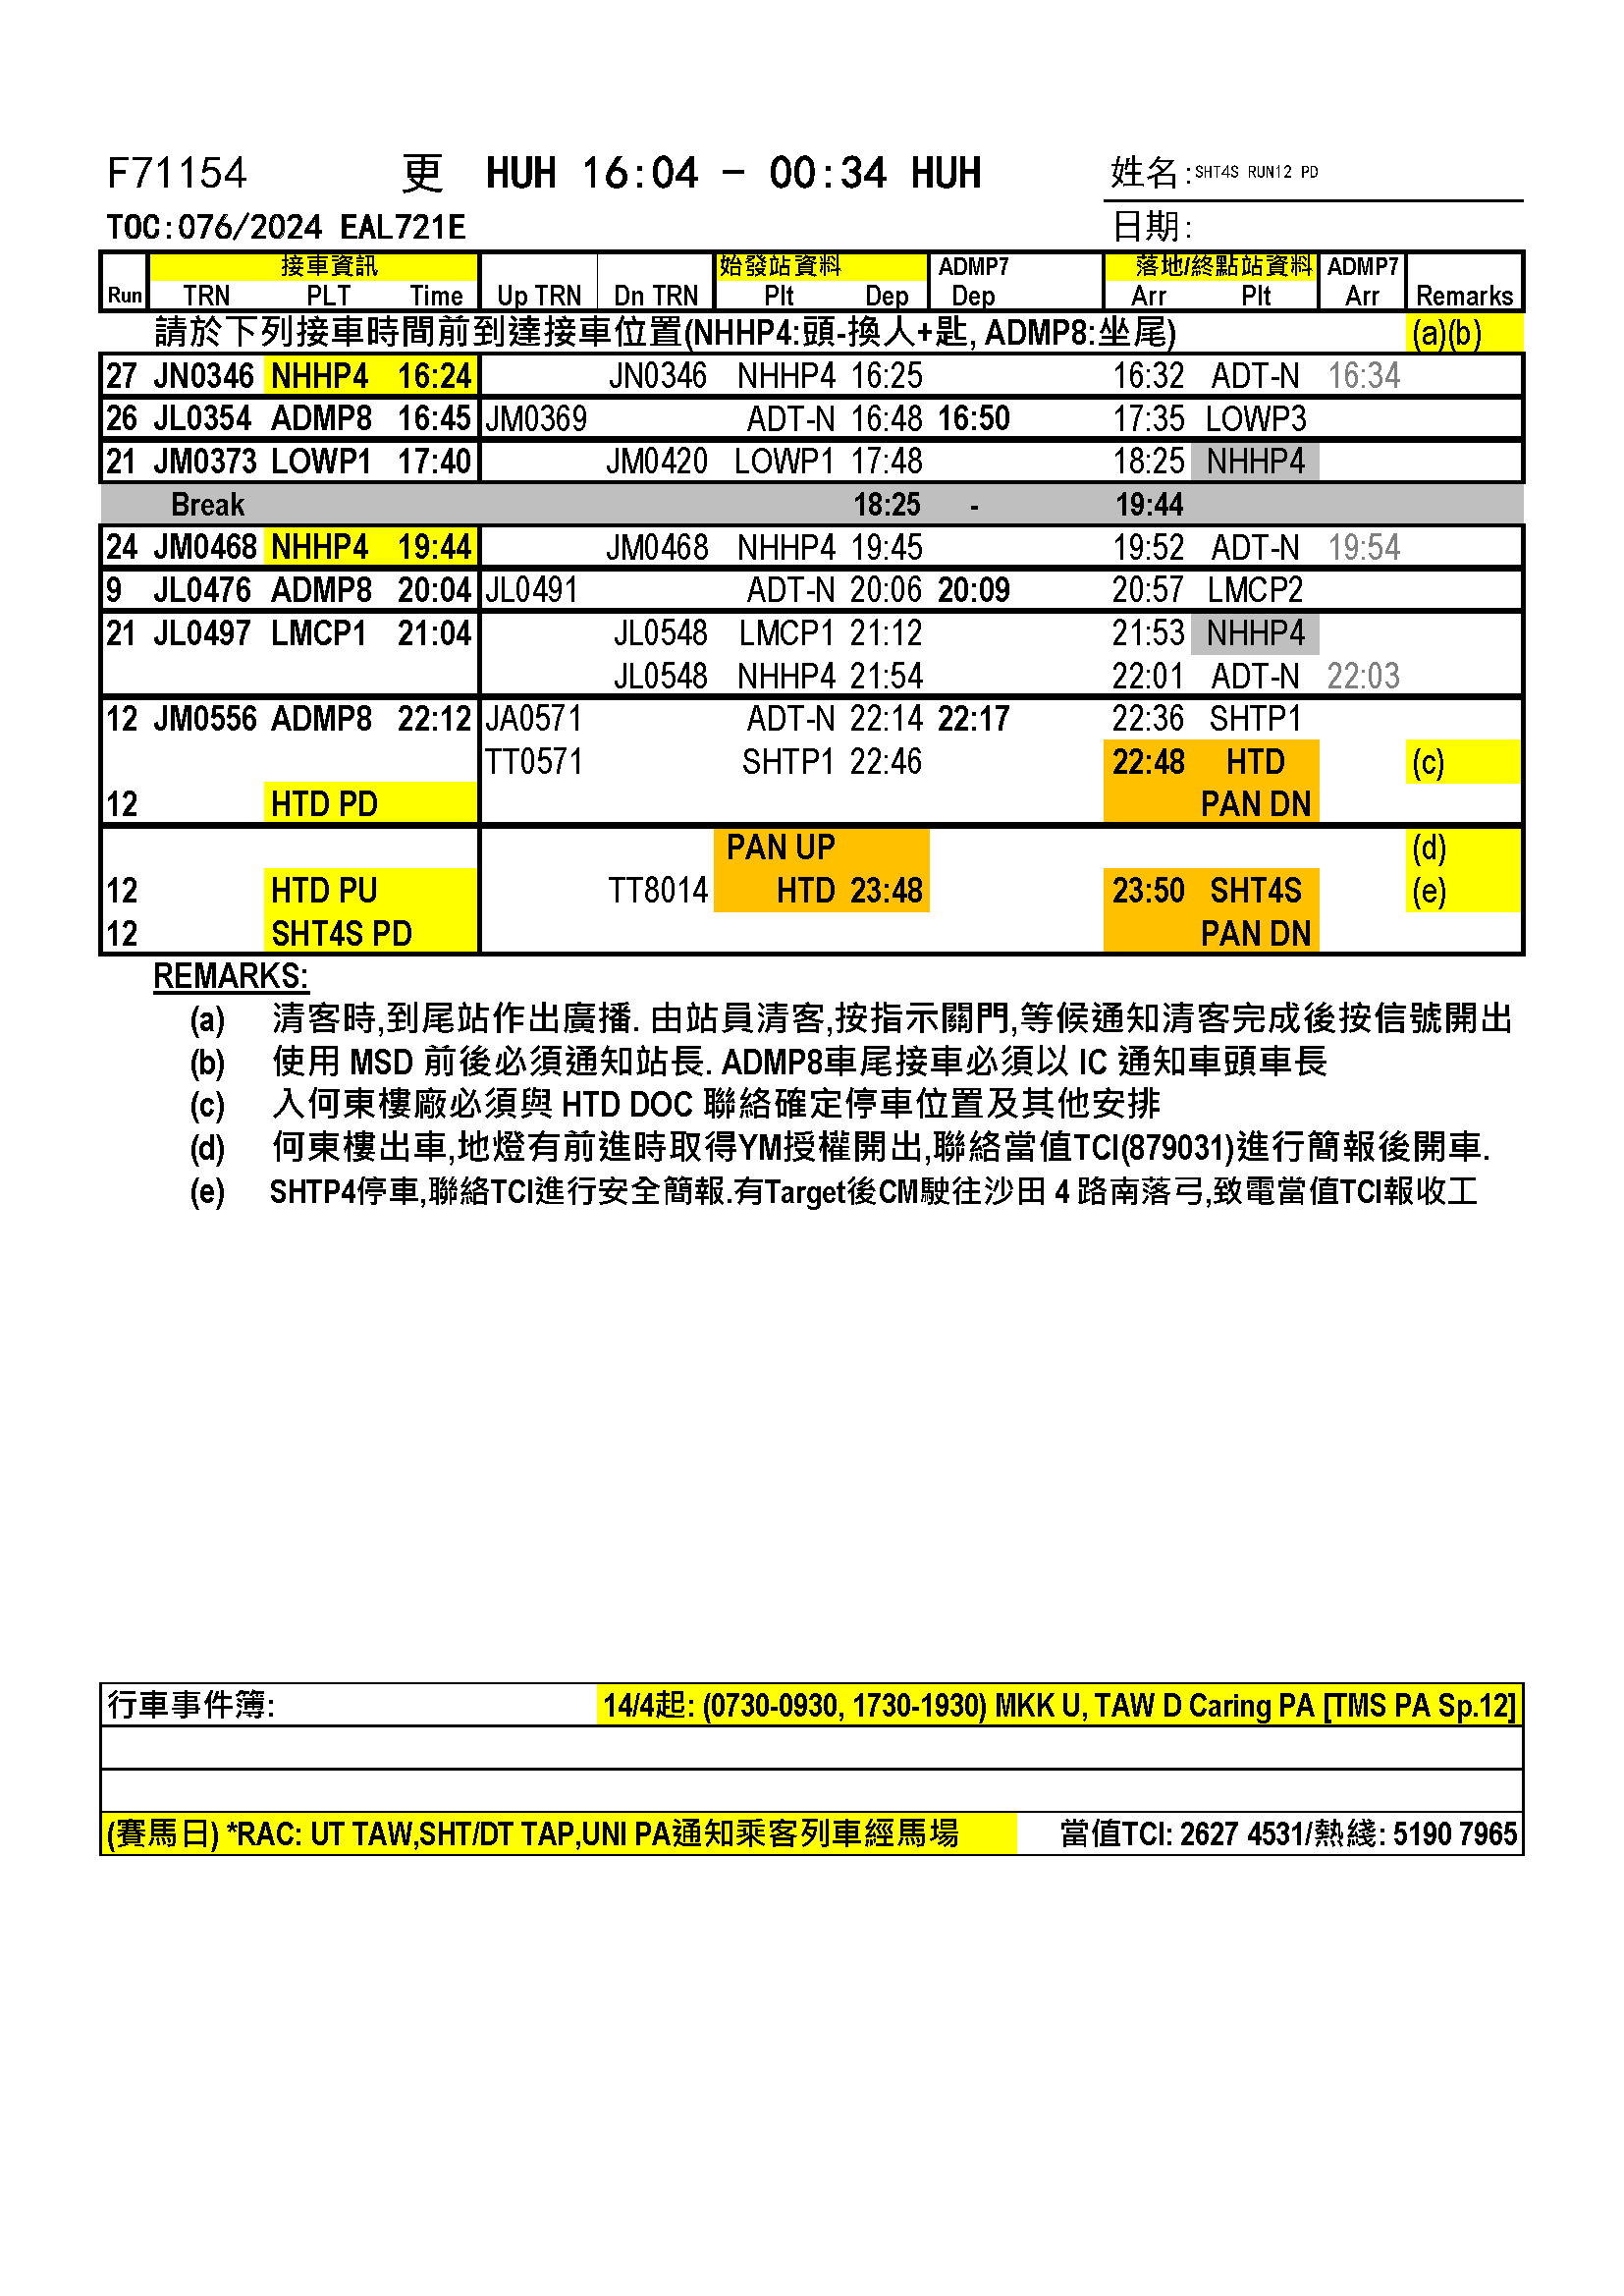 F71154 更 HUH 16:04 - 00:34 HUH 姓名:SHT4S RUN12 PD
TOC:076/2024 EAL721E 日期:
接車資訊 始發站資料 ADMP7 落地/終點站資料 ADMP7
Run TRN PLT Time Up TRN Dn TRN Plt Dep Dep Arr Plt Arr Remarks
請於下列接車時間前到達接車位置(NHHP4:頭-換人+匙, ADMP8:坐尾) (a)(b)
27 JN0346 NHHP4 16:24 JN0346 NHHP4 16:25 16:32 ADT-N 16:34
26 JL0354 ADMP8 16:45 JM0369 ADT-N 16:48 16:50 17:35 LOWP3
21 JM0373 LOWP1 17:40 JM0420 LOWP1 17:48 18:25 NHHP4
Break 18:25 - 19:44
24 JM0468 NHHP4 19:44 JM0468 NHHP4 19:45 19:52 ADT-N 19:54
9 JL0476 ADMP8 20:04 JL0491 ADT-N 20:06 20:09 20:57 LMCP2
21 JL0497 LMCP1 21:04 JL0548 LMCP1 21:12 21:53 NHHP4
JL0548 NHHP4 21:54 22:01 ADT-N 22:03
12 JM0556 ADMP8 22:12 JA0571 ADT-N 22:14 22:17 22:36 SHTP1
TT0571 SHTP1 22:46 22:48 HTD (c)
12 HTD PD PAN DN
PAN UP (d)
12 HTD PU TT8014 HTD 23:48 23:50 SHT4S (e)
12 SHT4S PD PAN DN
REMARKS:
(a) 清客時,到尾站作出廣播. 由站員清客,按指示關門,等候通知清客完成後按信號開出
(b) 使用 MSD 前後必須通知站長. ADMP8車尾接車必須以 IC 通知車頭車長
(c) 入何東樓廠必須與 HTD DOC 聯絡確定停車位置及其他安排
(d) 何東樓出車,地燈有前進時取得YM授權開出,聯絡當值TCI(879031)進行簡報後開車.
(e) SHTP4停車,聯絡TCI進行安全簡報.有Target後CM駛往沙田 4 路南落弓,致電當值TCI報收工
行車事件簿: 14/4起: (0730-0930, 1730-1930) MKK U, TAW D Caring PA [TMS PA Sp.12]
(賽馬日) *RAC: UT TAW,SHT/DT TAP,UNI PA通知乘客列車經馬場 當值TCI: 2627 4531/熱綫: 5190 7965